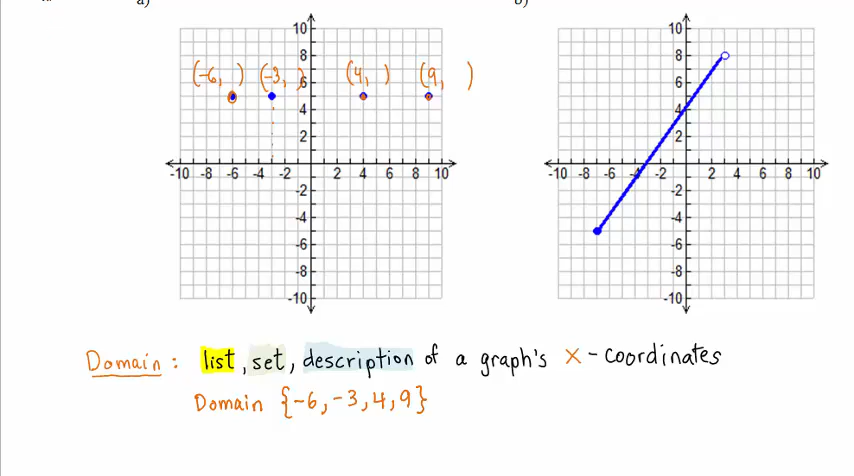 a)
10 10
8 8
(-6, ) (-3, ) (4, ) (9, )
6 6
4 4
2 2
-10 -8 -6 -4 -2 2 4 6 8 10 -10 -8 -6 -4 -2 2 4 6 8 10
-2 -2
-4 -4
-6 -6
-8 -8
-10 -10
Domain : list, set, description of a graph's x-coordinates
Domain {-6, -3, 4, 9}